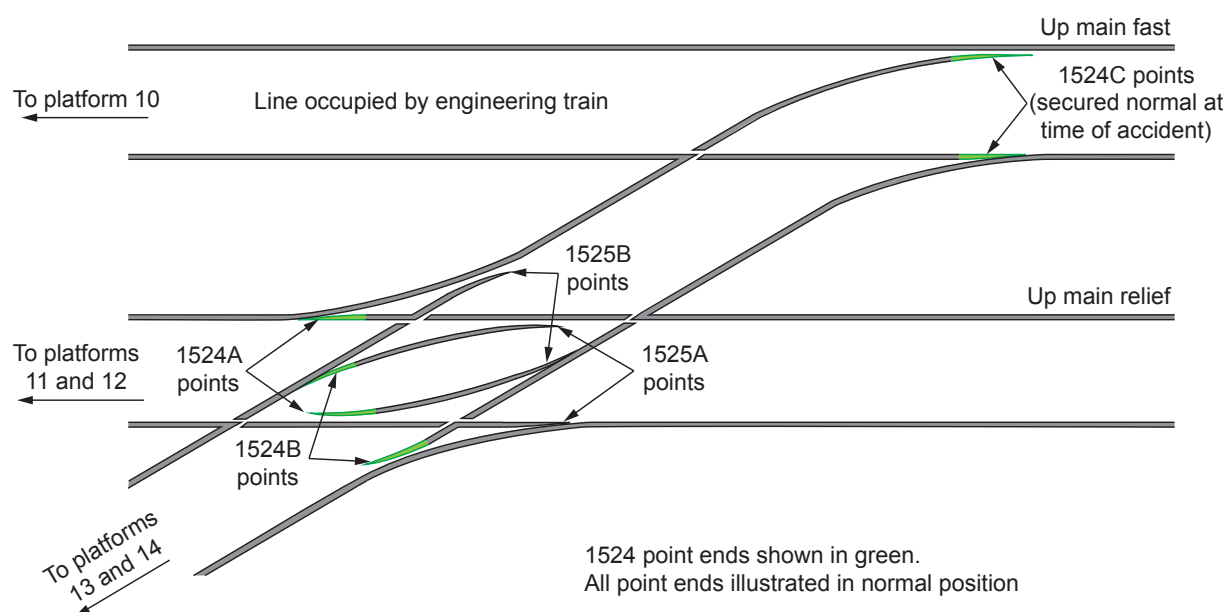 Up main fast
To platform 10
Line occupied by engineering train
1524C points
(secured normal at
time of accident)
1525B
points
Up main relief
To platforms
11 and 12
1524A
points
1525A
points
1524B
points
To platforms
13 and 14
1524 point ends shown in green.
All point ends illustrated in normal position